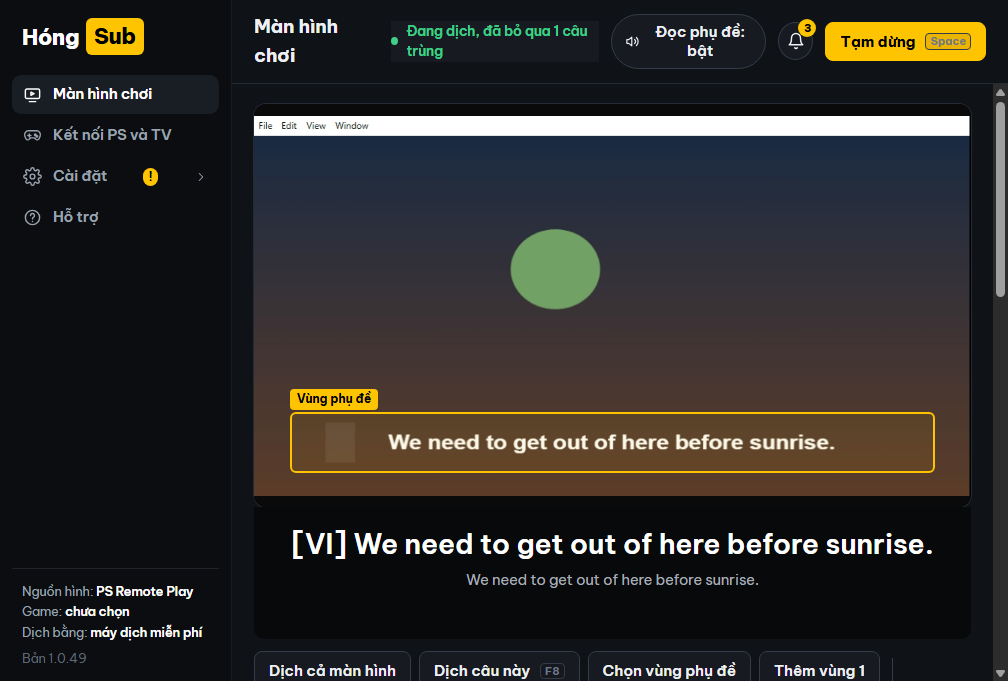 Hóng Sub
Màn hình chơi
Kết nối PS và TV
Cài đặt !
Hỗ trợ
Nguồn hình: PS Remote Play
Game: chưa chọn
Dịch bằng: máy dịch miễn phí
Bản 1.0.49
Màn hình
chơi
Đang dịch, đã bỏ qua 1 câu
trùng
Đọc phụ đề:
bật
3
Tạm dừng Space
File Edit View Window
Vùng phụ đề
We need to get out of here before sunrise.
[VI] We need to get out of here before sunrise.
We need to get out of here before sunrise.
Dịch cả màn hình
Dịch câu này F8
Chọn vùng phụ đề
Thêm vùng 1